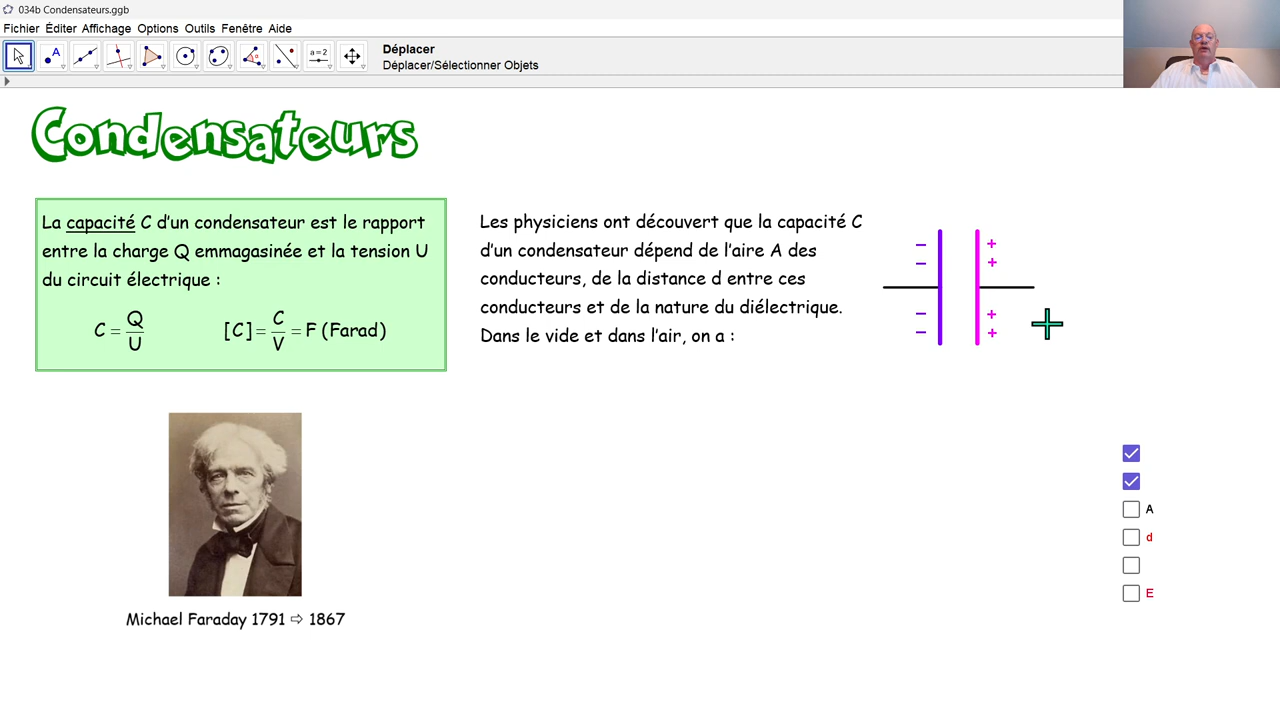 034b Condensateurs.ggb
Fichier Éditer Affichage Options Outils Fenêtre Aide
A
a=2
Déplacer
Déplacer/Sélectionner Objets
Condensateurs
La capacité C d'un condensateur est le rapport
entre la charge Q emmagasinée et la tension U
du circuit électrique :
C = Q/U [C] = C/V = F (Farad)
Les physiciens ont découvert que la capacité C
d'un condensateur dépend de l'aire A des
conducteurs, de la distance d entre ces
conducteurs et de la nature du diélectrique.
Dans le vide et dans l'air, on a :
− +
− +
− +
− +
Michael Faraday 1791 ⇨ 1867
A
d
E